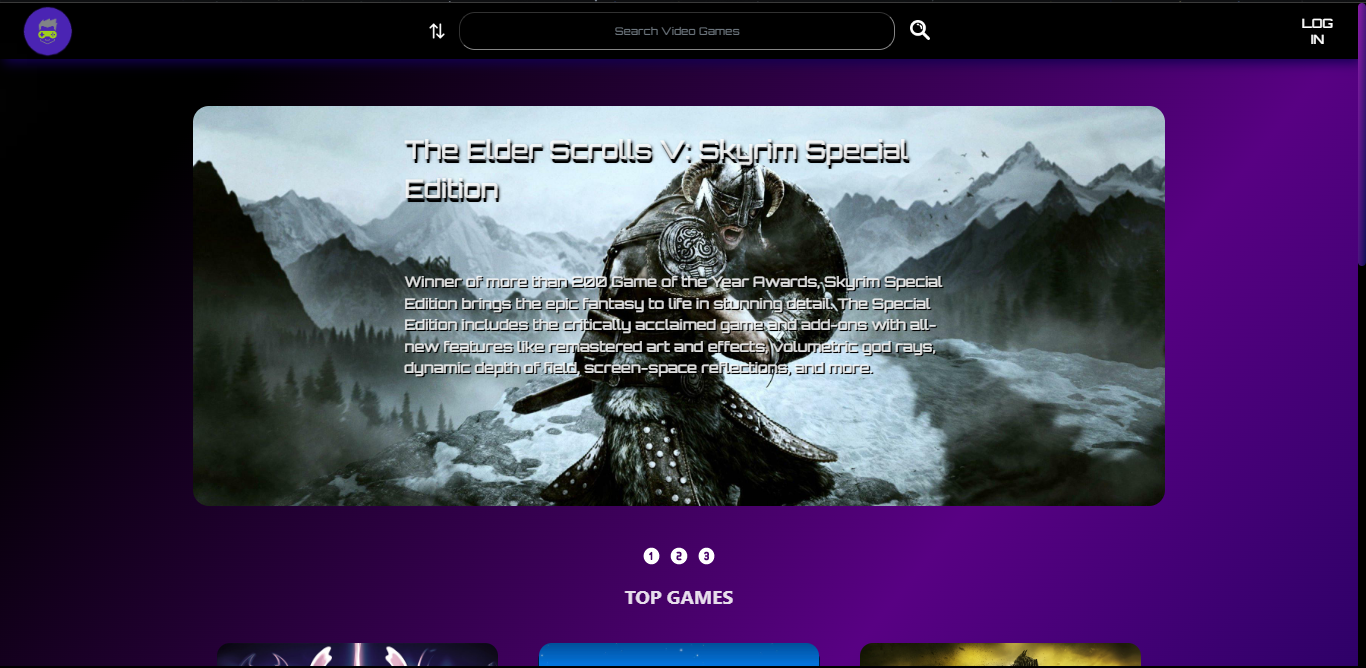 Search Video Games
LOG
IN
The Elder Scrolls V: Skyrim Special
Edition
Winner of more than 200 Game of the Year Awards, Skyrim Special
Edition brings the epic fantasy to life in stunning detail. The Special
Edition includes the critically acclaimed game and add-ons with all-
new features like remastered art and effects, volumetric god rays,
dynamic depth of field, screen-space reflections, and more.
1 2 3
TOP GAMES